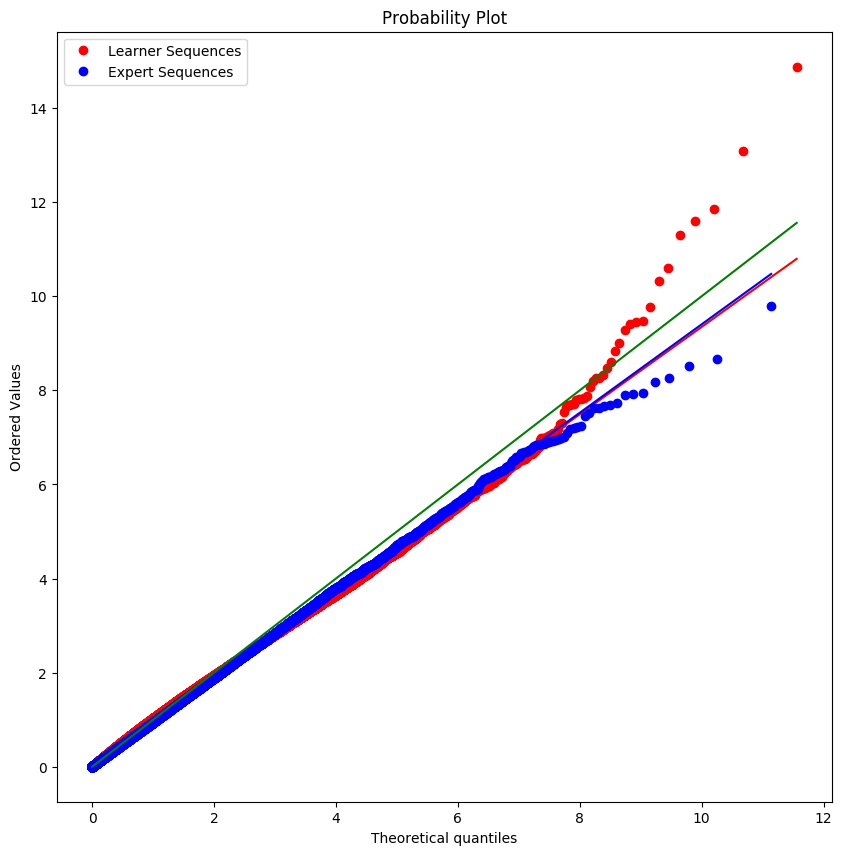 Probability Plot
Learner Sequences
Expert Sequences
14
12
10
8
6
4
2
0
Ordered Values
0 2 4 6 8 10 12
Theoretical quantiles